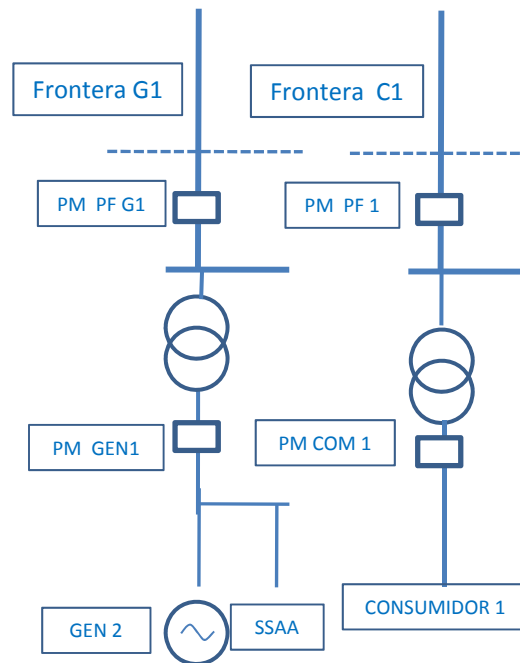 Frontera G1
Frontera C1
PM PF G1
PM PF 1
PM GEN1
PM COM 1
GEN 2
SSAA
CONSUMIDOR 1